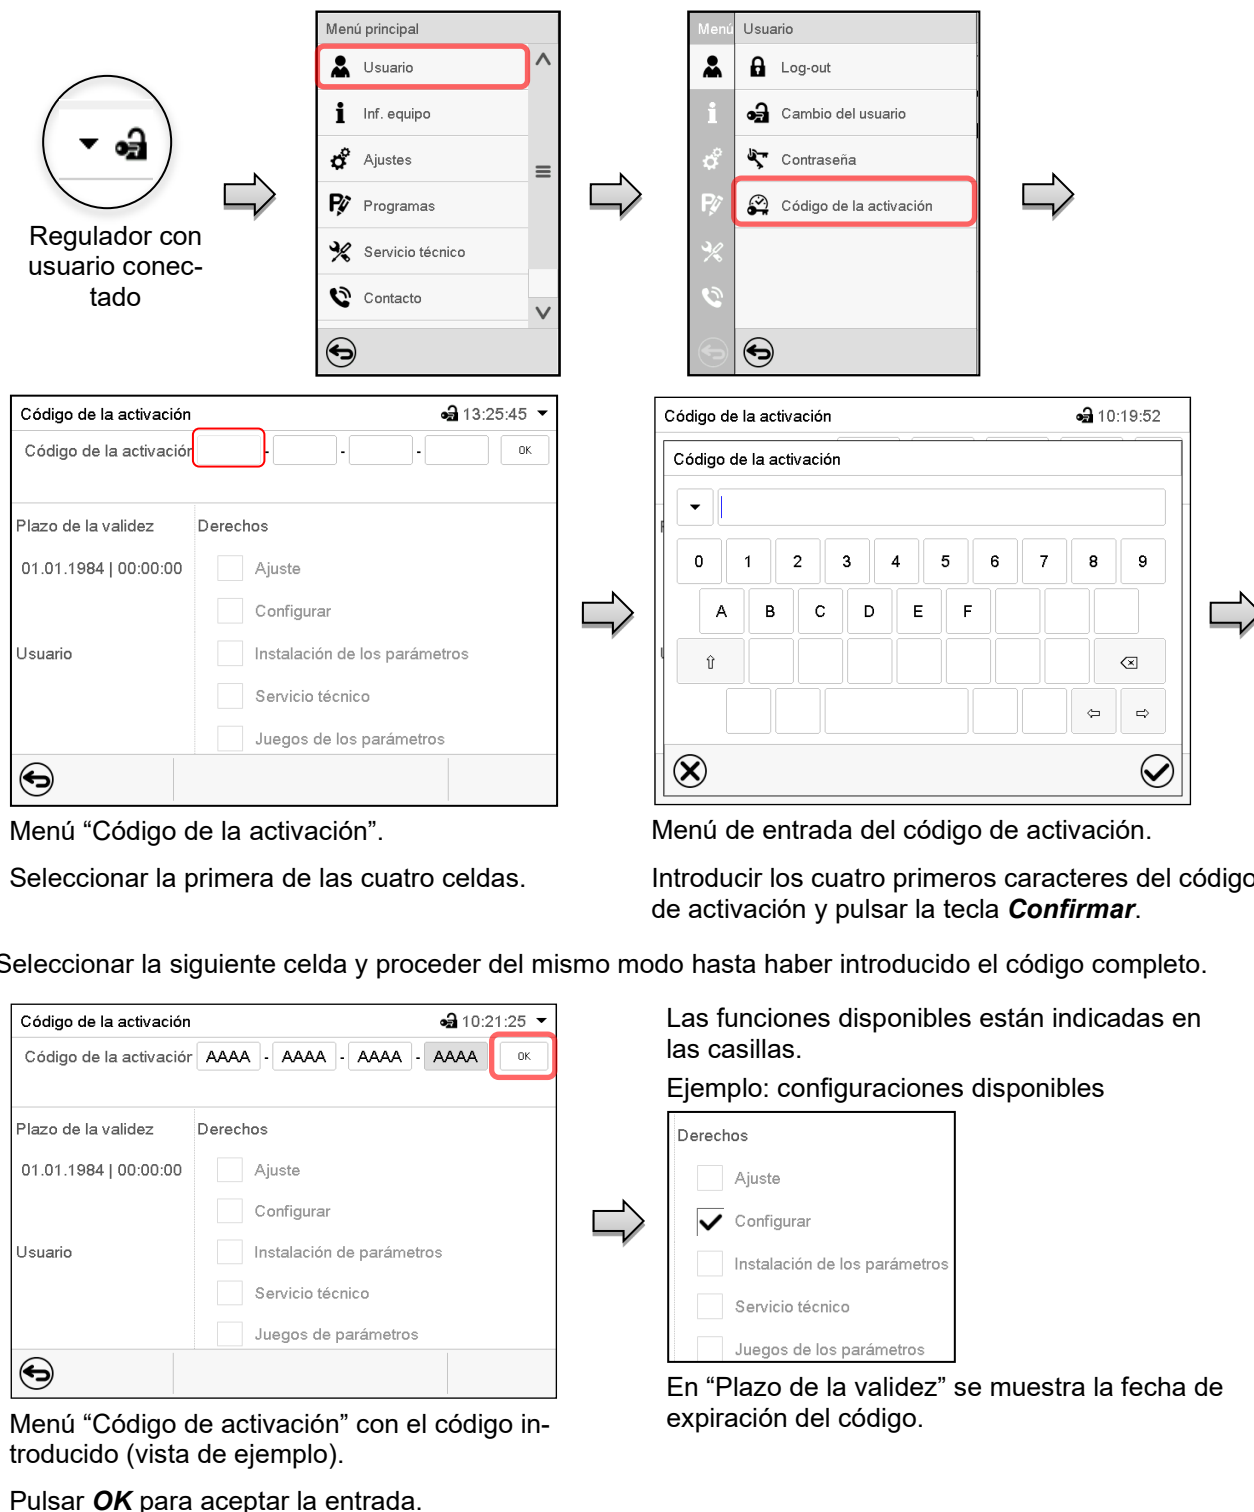 Regulador con
usuario conec-
tado
Menú principal
Usuario
Inf. equipo
Ajustes
Programas
Servicio técnico
Contacto
Menú
Usuario
Log-out
Cambio del usuario
Contraseña
Código de la activación
Código de la activación 13:25:45
Código de la activación - - - OK
Plazo de la validez Derechos
01.01.1984 | 00:00:00 Ajuste
Configurar
Usuario Instalación de los parámetros
Servicio técnico
Juegos de los parámetros
Menú “Código de la activación”.
Seleccionar la primera de las cuatro celdas.
Código de la activación 10:19:52
Código de la activación
0 1 2 3 4 5 6 7 8 9
A B C D E F
Menú de entrada del código de activación.
Introducir los cuatro primeros caracteres del código
de activación y pulsar la tecla Confirmar.
Seleccionar la siguiente celda y proceder del mismo modo hasta haber introducido el código completo.
Código de la activación 10:21:25
Código de la activación AAAA - AAAA - AAAA - AAAA OK
Plazo de la validez Derechos
01.01.1984 | 00:00:00 Ajuste
Configurar
Usuario Instalación de parámetros
Servicio técnico
Juegos de parámetros
Menú “Código de activación” con el código in-
troducido (vista de ejemplo).
Pulsar OK para aceptar la entrada.
Las funciones disponibles están indicadas en
las casillas.
Ejemplo: configuraciones disponibles
Derechos
Ajuste
Configurar
Instalación de los parámetros
Servicio técnico
Juegos de los parámetros
En “Plazo de la validez” se muestra la fecha de
expiración del código.